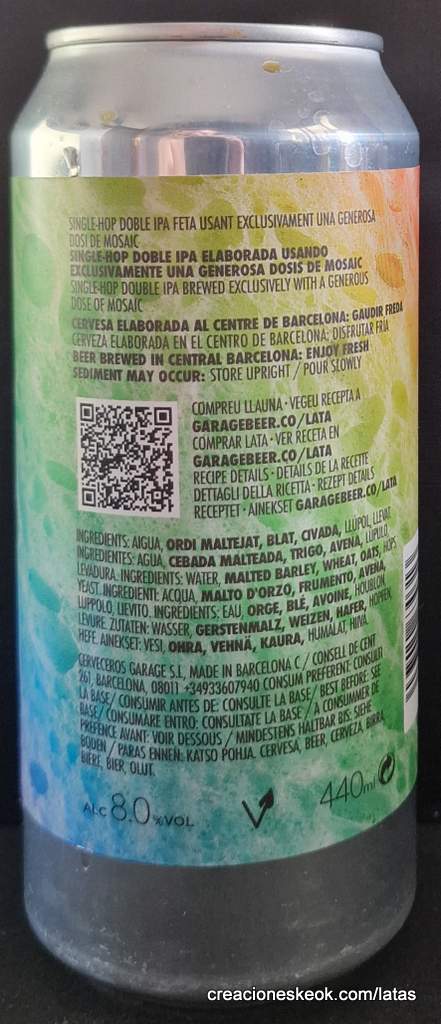 SINGLE-HOP DOBLE IPA FETA USANT EXCLUSIVAMENT UNA GENEROSA
DOSI DE MOSAIC
SINGLE-HOP DOBLE IPA ELABORADA USANDO
EXCLUSIVAMENTE UNA GENEROSA DOSIS DE MOSAIC
SINGLE-HOP DOUBLE IPA BREWED EXCLUSIVELY WITH A GENEROUS
DOSE OF MOSAIC
CERVESA ELABORADA AL CENTRE DE BARCELONA: GAUDIR FREDA
CERVEZA ELABORADA EN EL CENTRO DE BARCELONA: DISFRUTAR FRIA
BEER BREWED IN CENTRAL BARCELONA: ENJOY FRESH
SEDIMENT MAY OCCUR: STORE UPRIGHT / POUR SLOWLY
COMPREU LLAUNA · VEGEU RECEPTA A
GARAGEBEER.CO/LATA
COMPRAR LATA · VER RECETA EN
GARAGEBEER.CO/LATA
RECIPE DETAILS · DETAILS DE LA RECETTE
DETTAGLI DELLA RICETTA · REZEPT DETAILS
RECEPTET · AINEKSET GARAGEBEER.CO/LATA
INGREDIENTS: AIGUA, ORDI MALTEJAT, BLAT, CIVADA, LLÚPOL, LLEVAT.
INGREDIENTES: AGUA, CEBADA MALTEADA, TRIGO, AVENA, LÚPULO,
LEVADURA. INGREDIENTS: WATER, MALTED BARLEY, WHEAT, OATS, HOPS
YEAST. INGREDIENTE: ACQUA, MALTO D'ORZO, FRUMENTO, AVENA,
LUPPOLO, LIEVITO. INGREDIENTS: EAU, ORGE, BLÉ, AVOINE, HOUBLON,
LEVURE. ZUTATEN: WASSER, GERSTENMALZ, WEIZEN, HAFER, HOPFEN,
HEFE. AINEKSET: VESI, OHRA, VEHNÄ, KAURA, HUMALAT, HIIVA.
CERVECEROS GARAGE S.L, MADE IN BARCELONA C/ CONSELL DE CENT
261, BARCELONA, 08011 +34933607940 CONSUM PREFERENT: CONSULTI
LA BASE/ CONSUMIR ANTES DE: CONSULTE LA BASE/ BEST BEFORE: SEE
BASE/ CONSUMARE ENTRO: CONSULTATE LA BASE / A CONSUMMER DE
PRÉFENCE AVANT: VOIR DESSOUS / MINDESTENS HALTBAR BIS: SIEHE
BODEN / PARAS ENNEN: KATSO POHJA. CERVESA, BEER, CERVEZA, BIRRA,
BIÈRE, BIER, OLUT.
ALC 8.0%VOL
440ml
creacioneskeok.com/latas